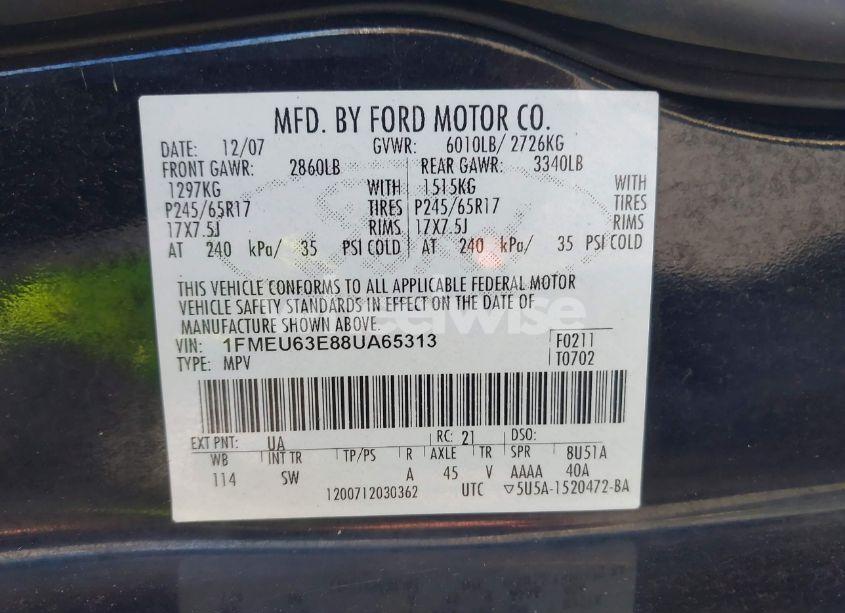 MFD. BY FORD MOTOR CO.
DATE: 12/07 GVWR: 6010LB/ 2726KG
FRONT GAWR: 2860LB REAR GAWR: 3340LB
1297KG WITH 1515KG WITH
P245/65R17 TIRES P245/65R17 TIRES
17X7.5J RIMS 17X7.5J RIMS
AT 240 kPa/ 35 PSI COLD AT 240 kPa/ 35 PSI COLD
THIS VEHICLE CONFORMS TO ALL APPLICABLE FEDERAL MOTOR
VEHICLE SAFETY STANDARDS IN EFFECT ON THE DATE OF
MANUFACTURE SHOWN ABOVE.
VIN: 1FMEU63E88UA65313 F0211
TYPE: MPV T0702
EXT PNT: UA RC: 21 DSO:
WB INT TR TP/PS R AXLE TR SPR 8U51A
114 SW A 45 V AAAA 40A
1200712030362 UTC ▽5U5A-1520472-BA